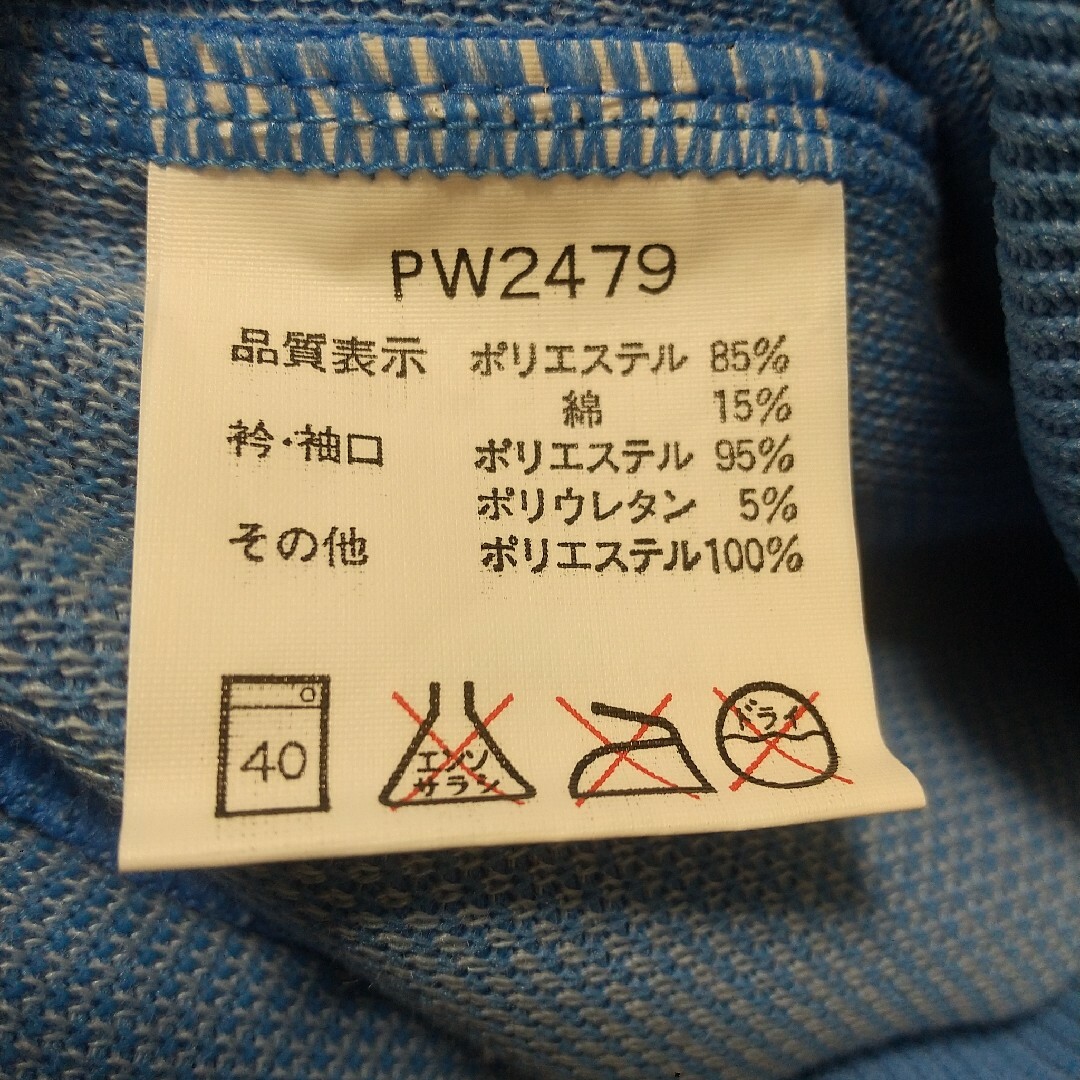 PW2479
品質表示 ポリエステル 85%
綿 15%
衿・袖口 ポリエステル 95%
ポリウレタン 5%
その他 ポリエステル100%
40
エンソ
サラシ
ドライ